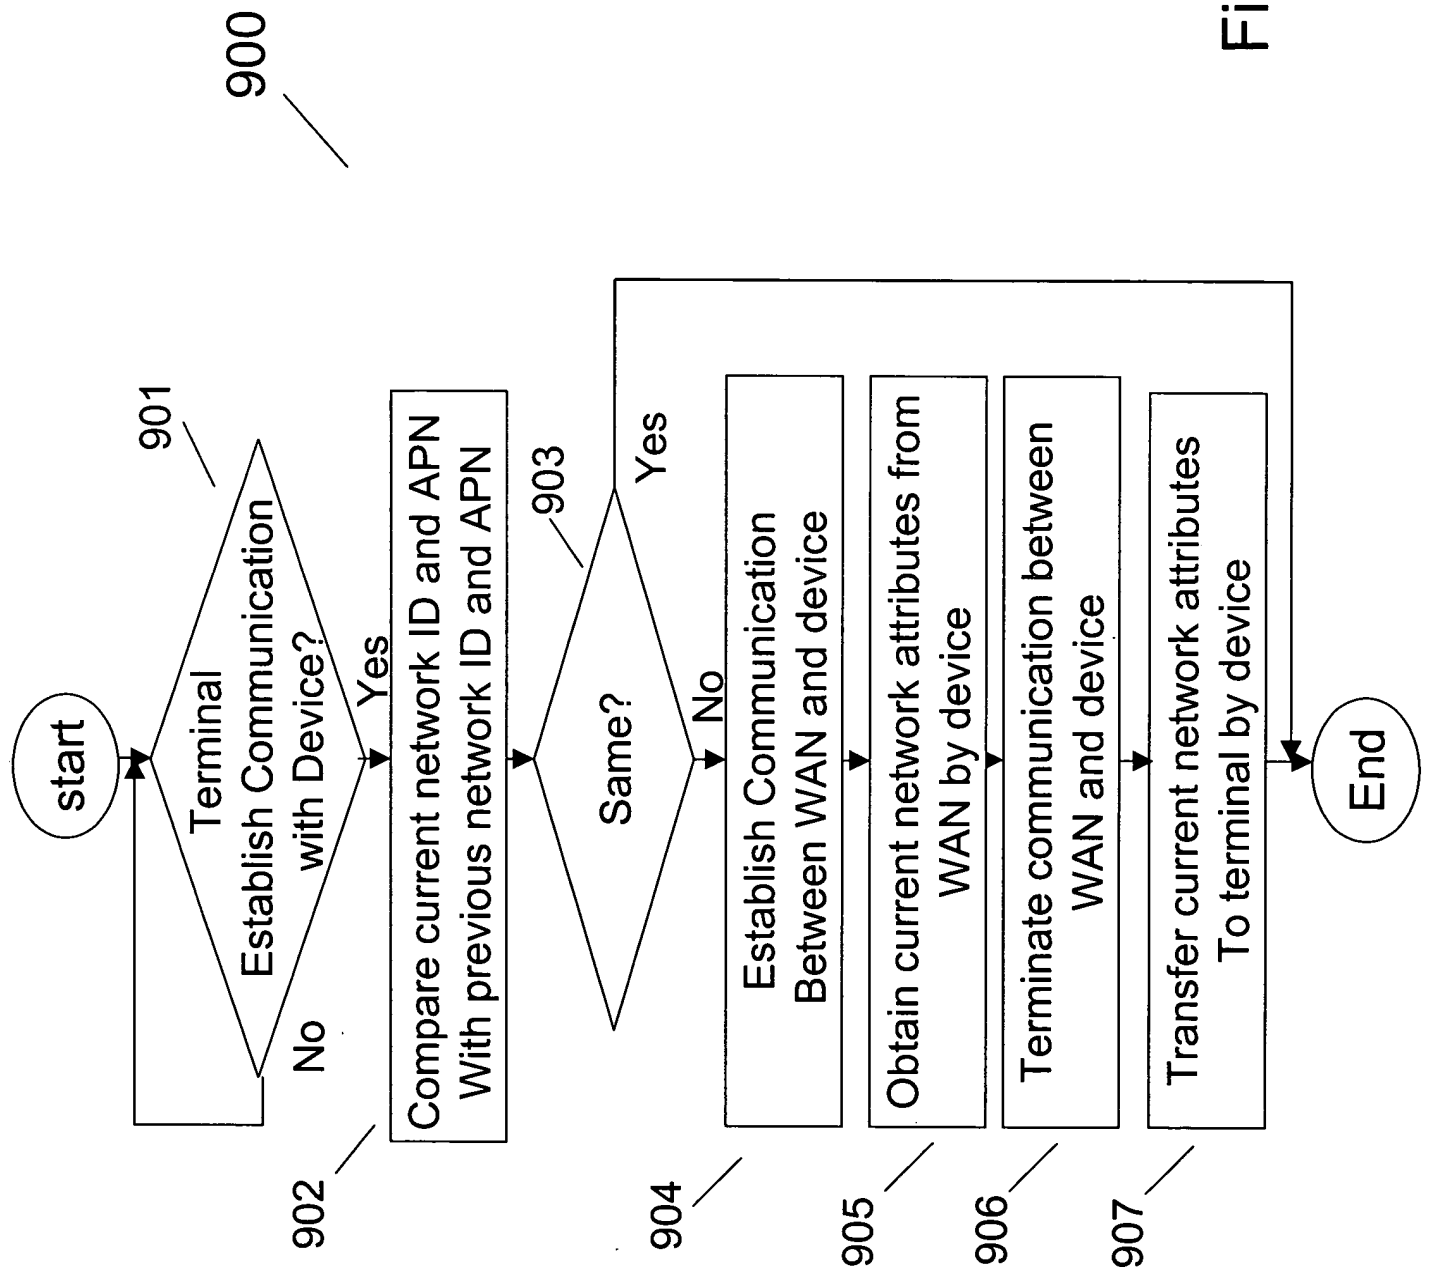 900
start
901
Terminal
Establish Communication
with Device?
No
Yes
902
Compare current network ID and APN
With previous network ID and APN
903
Same?
Yes
No
904
Establish Communication
Between WAN and device
905
Obtain current network attributes from
WAN by device
906
Terminate communication between
WAN and device
907
Transfer current network attributes
To terminal by device
End
Fi